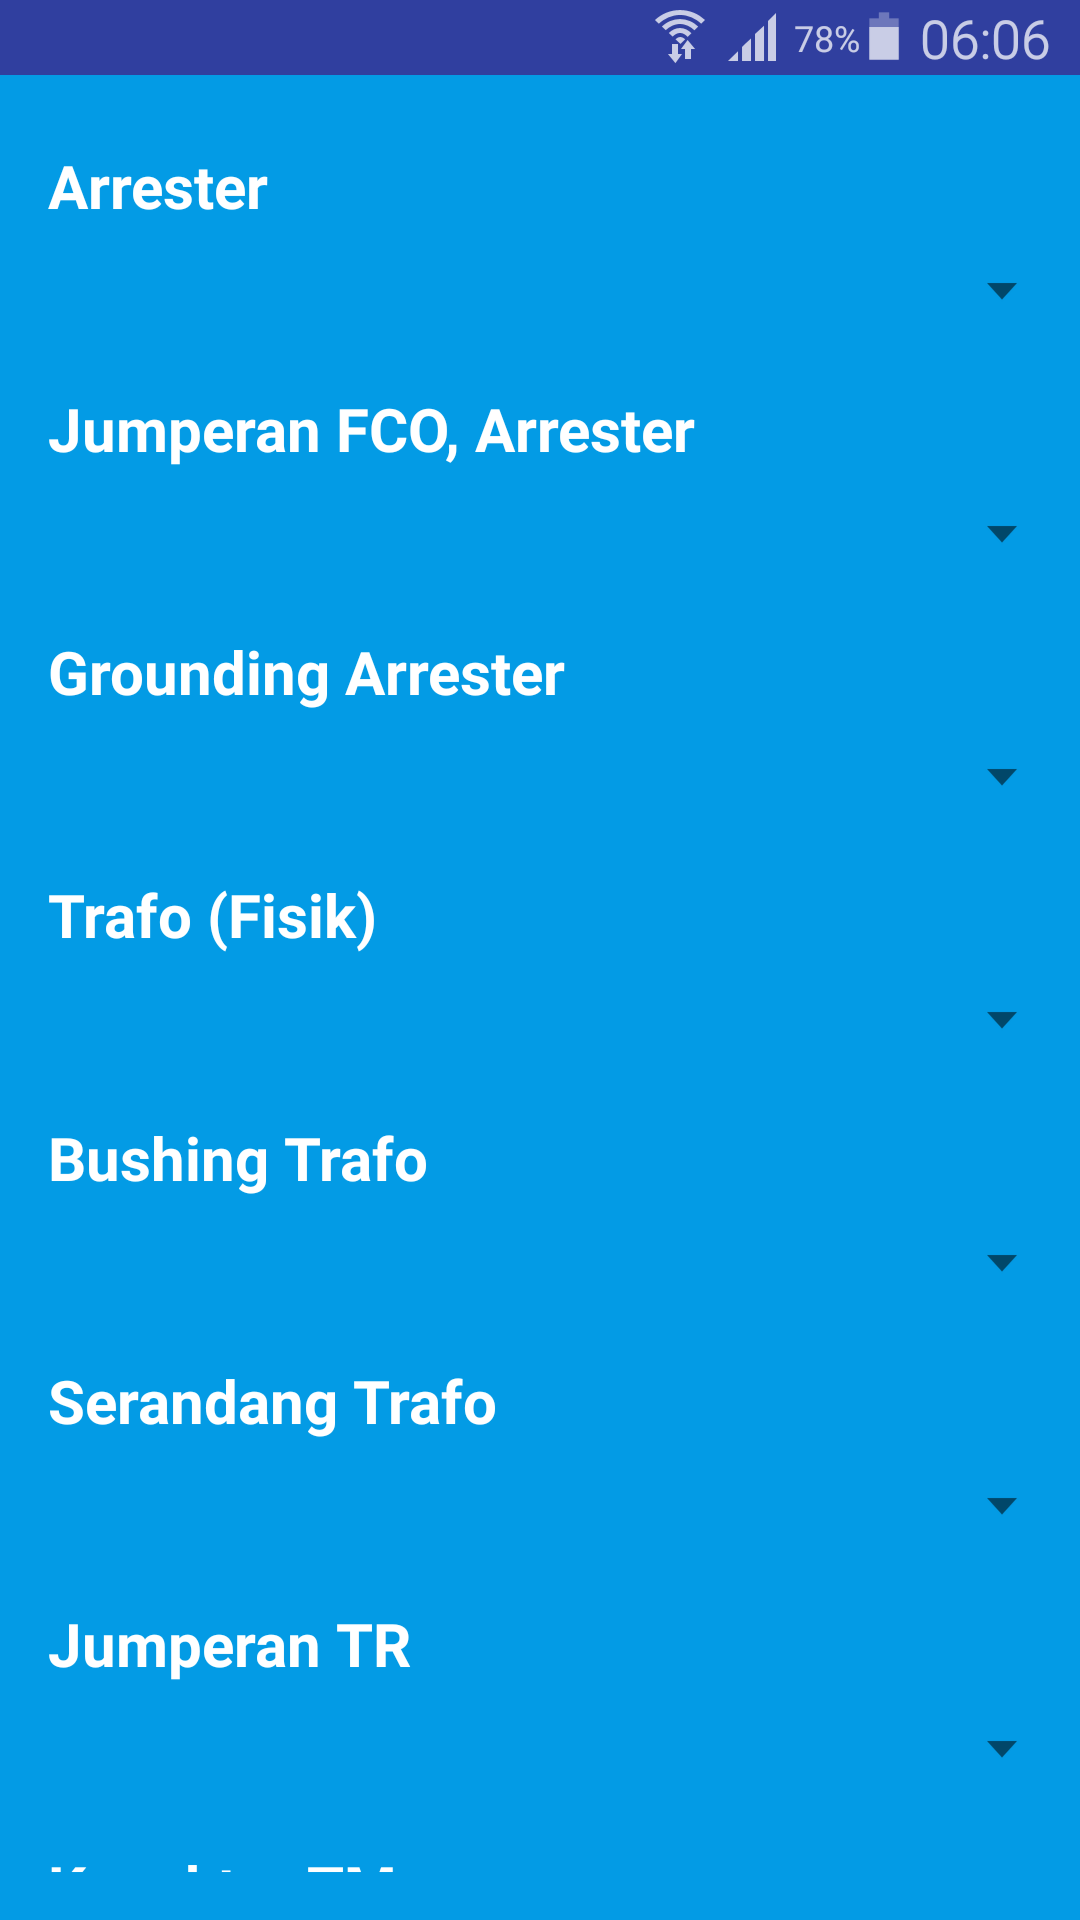 78% 06:06
Arrester
Jumperan FCO, Arrester
Grounding Arrester
Trafo (Fisik)
Bushing Trafo
Serandang Trafo
Jumperan TR